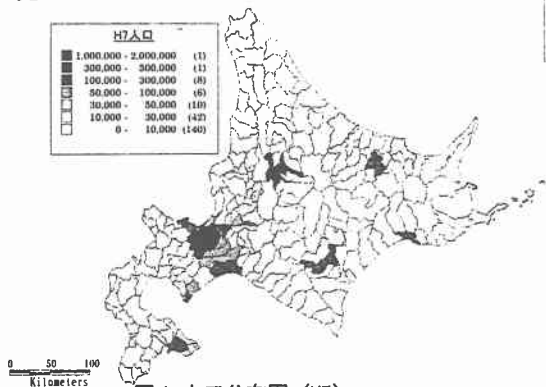 H7人口
1,000,000 - 2,000,000 (1)
300,000 - 500,000 (1)
100,000 - 300,000 (8)
50,000 - 100,000 (6)
30,000 - 50,000 (10)
10,000 - 30,000 (42)
0 - 10,000 (140)
0 50 100
Kilometers